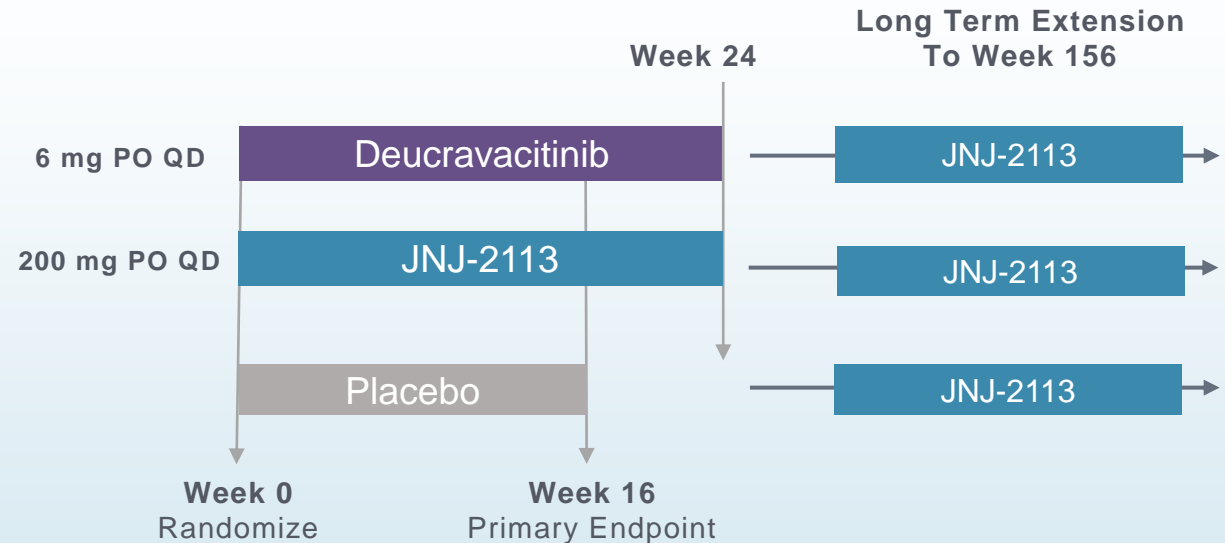 Long Term Extension
To Week 156
Week 24
6 mg PO QD
Deucravacitinib
JNJ-2113
200 mg PO QD
JNJ-2113
JNJ-2113
Placebo
JNJ-2113
Week 0
Randomize
Week 16
Primary Endpoint